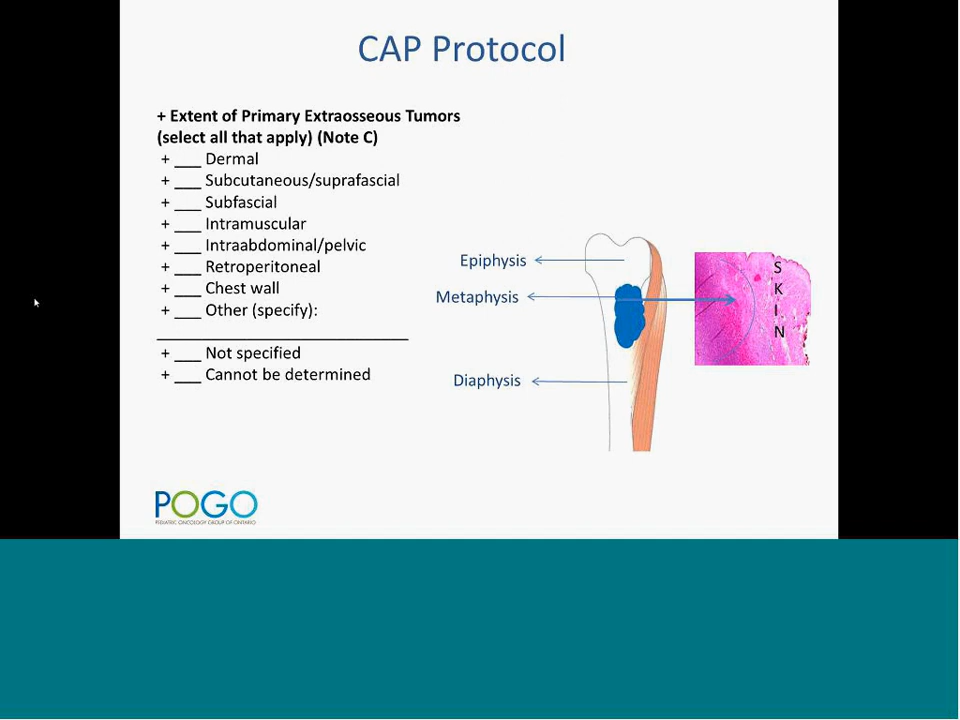 CAP Protocol
+ Extent of Primary Extraosseous Tumors
(select all that apply) (Note C)
+ ___ Dermal
+ ___ Subcutaneous/suprafascial
+ ___ Subfascial
+ ___ Intramuscular
+ ___ Intraabdominal/pelvic
+ ___ Retroperitoneal
+ ___ Chest wall
+ ___ Other (specify):
____________________________
+ ___ Not specified
+ ___ Cannot be determined
Epiphysis
Metaphysis
Diaphysis
S
K
I
N
POGO
PEDIATRIC ONCOLOGY GROUP OF ONTARIO